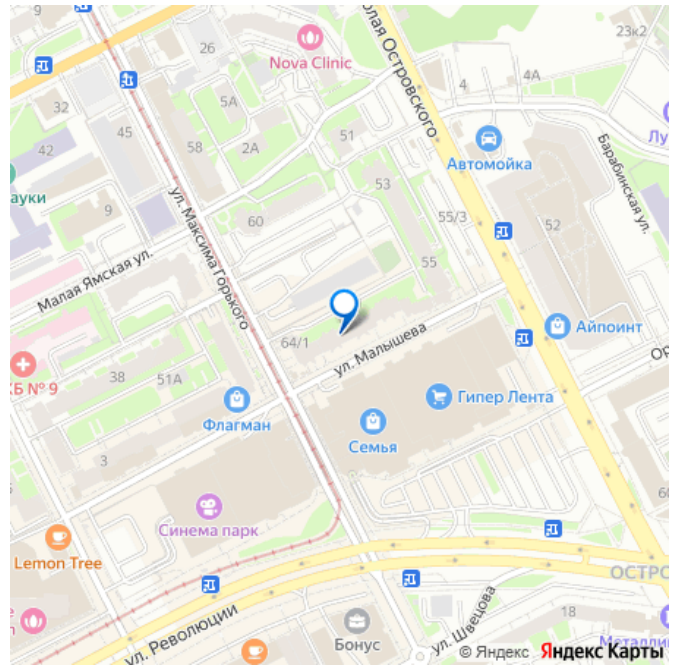 23к2
26
Nova Clinic
32
5А
4
4А
Николая Островского
45
58
2А
51
Автомойка
Лу
42
Барабинская ул.
ауки
9
60
53
55/3
52
ул. Максима Горького
Малая Ямская ул.
55
64/1
ул. Малышева
Айпоинт
КБ № 9
38
51А
Флагман
Гипер Лента
Ор
3
Семья
Синема парк
Lemon Tree
60
ОСТРО
ул. Революции
Бонус
ул. Швецова
18
Металли
© Яндекс Яндекс Карты